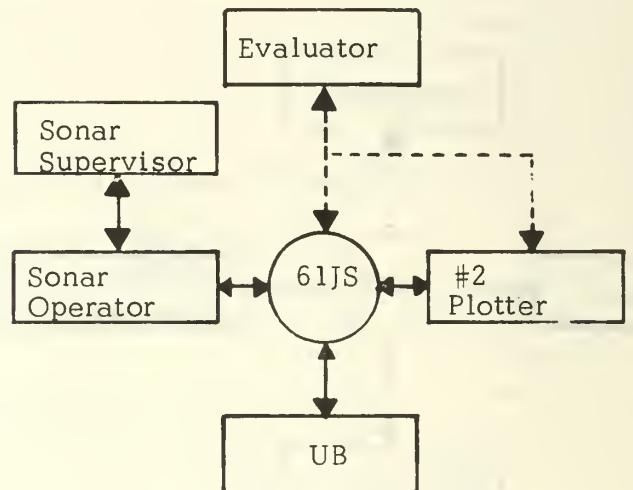 Evaluator
Sonar
Supervisor
Sonar
Operator
61JS
#2
Plotter
UB